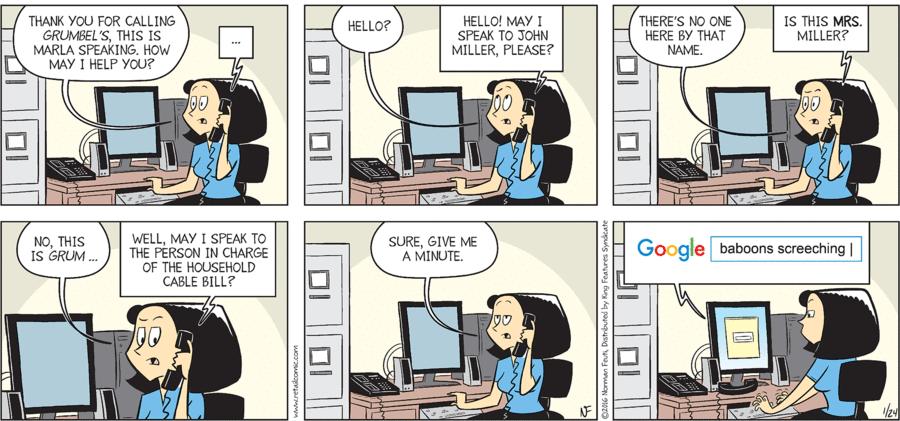 THANK YOU FOR CALLING
GRUMBEL'S, THIS IS
MARLA SPEAKING. HOW
MAY I HELP YOU?
...
HELLO?
HELLO! MAY I
SPEAK TO JOHN
MILLER, PLEASE?
THERE'S NO ONE
HERE BY THAT
NAME.
IS THIS MRS.
MILLER?
NO, THIS
IS GRUM ...
WELL, MAY I SPEAK TO
THE PERSON IN CHARGE
OF THE HOUSEHOLD
CABLE BILL?
www.retailcomic.com
SURE, GIVE ME
A MINUTE.
NF
©2016 Norman Feuti, Distributed by King Features Syndicate
Google baboons screeching |
1/24